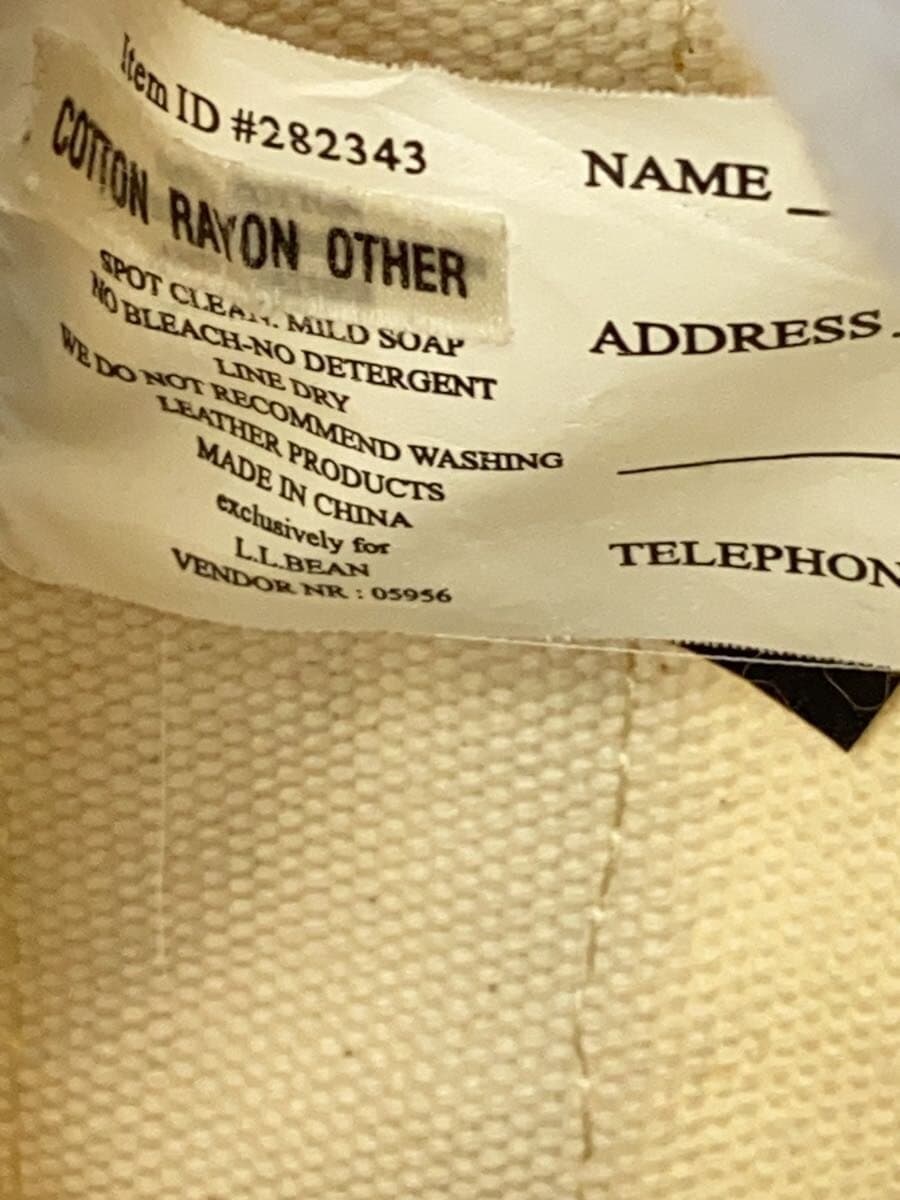 Item ID #282343
COTTON RAYON OTHER
SPOT CLEAN. MILD SOAP
NO BLEACH-NO DETERGENT
LINE DRY
WE DO NOT RECOMMEND WASHING
LEATHER PRODUCTS
MADE IN CHINA
exclusively for
L.L.BEAN
VENDOR NR : 05956
NAME
ADDRESS
TELEPHON